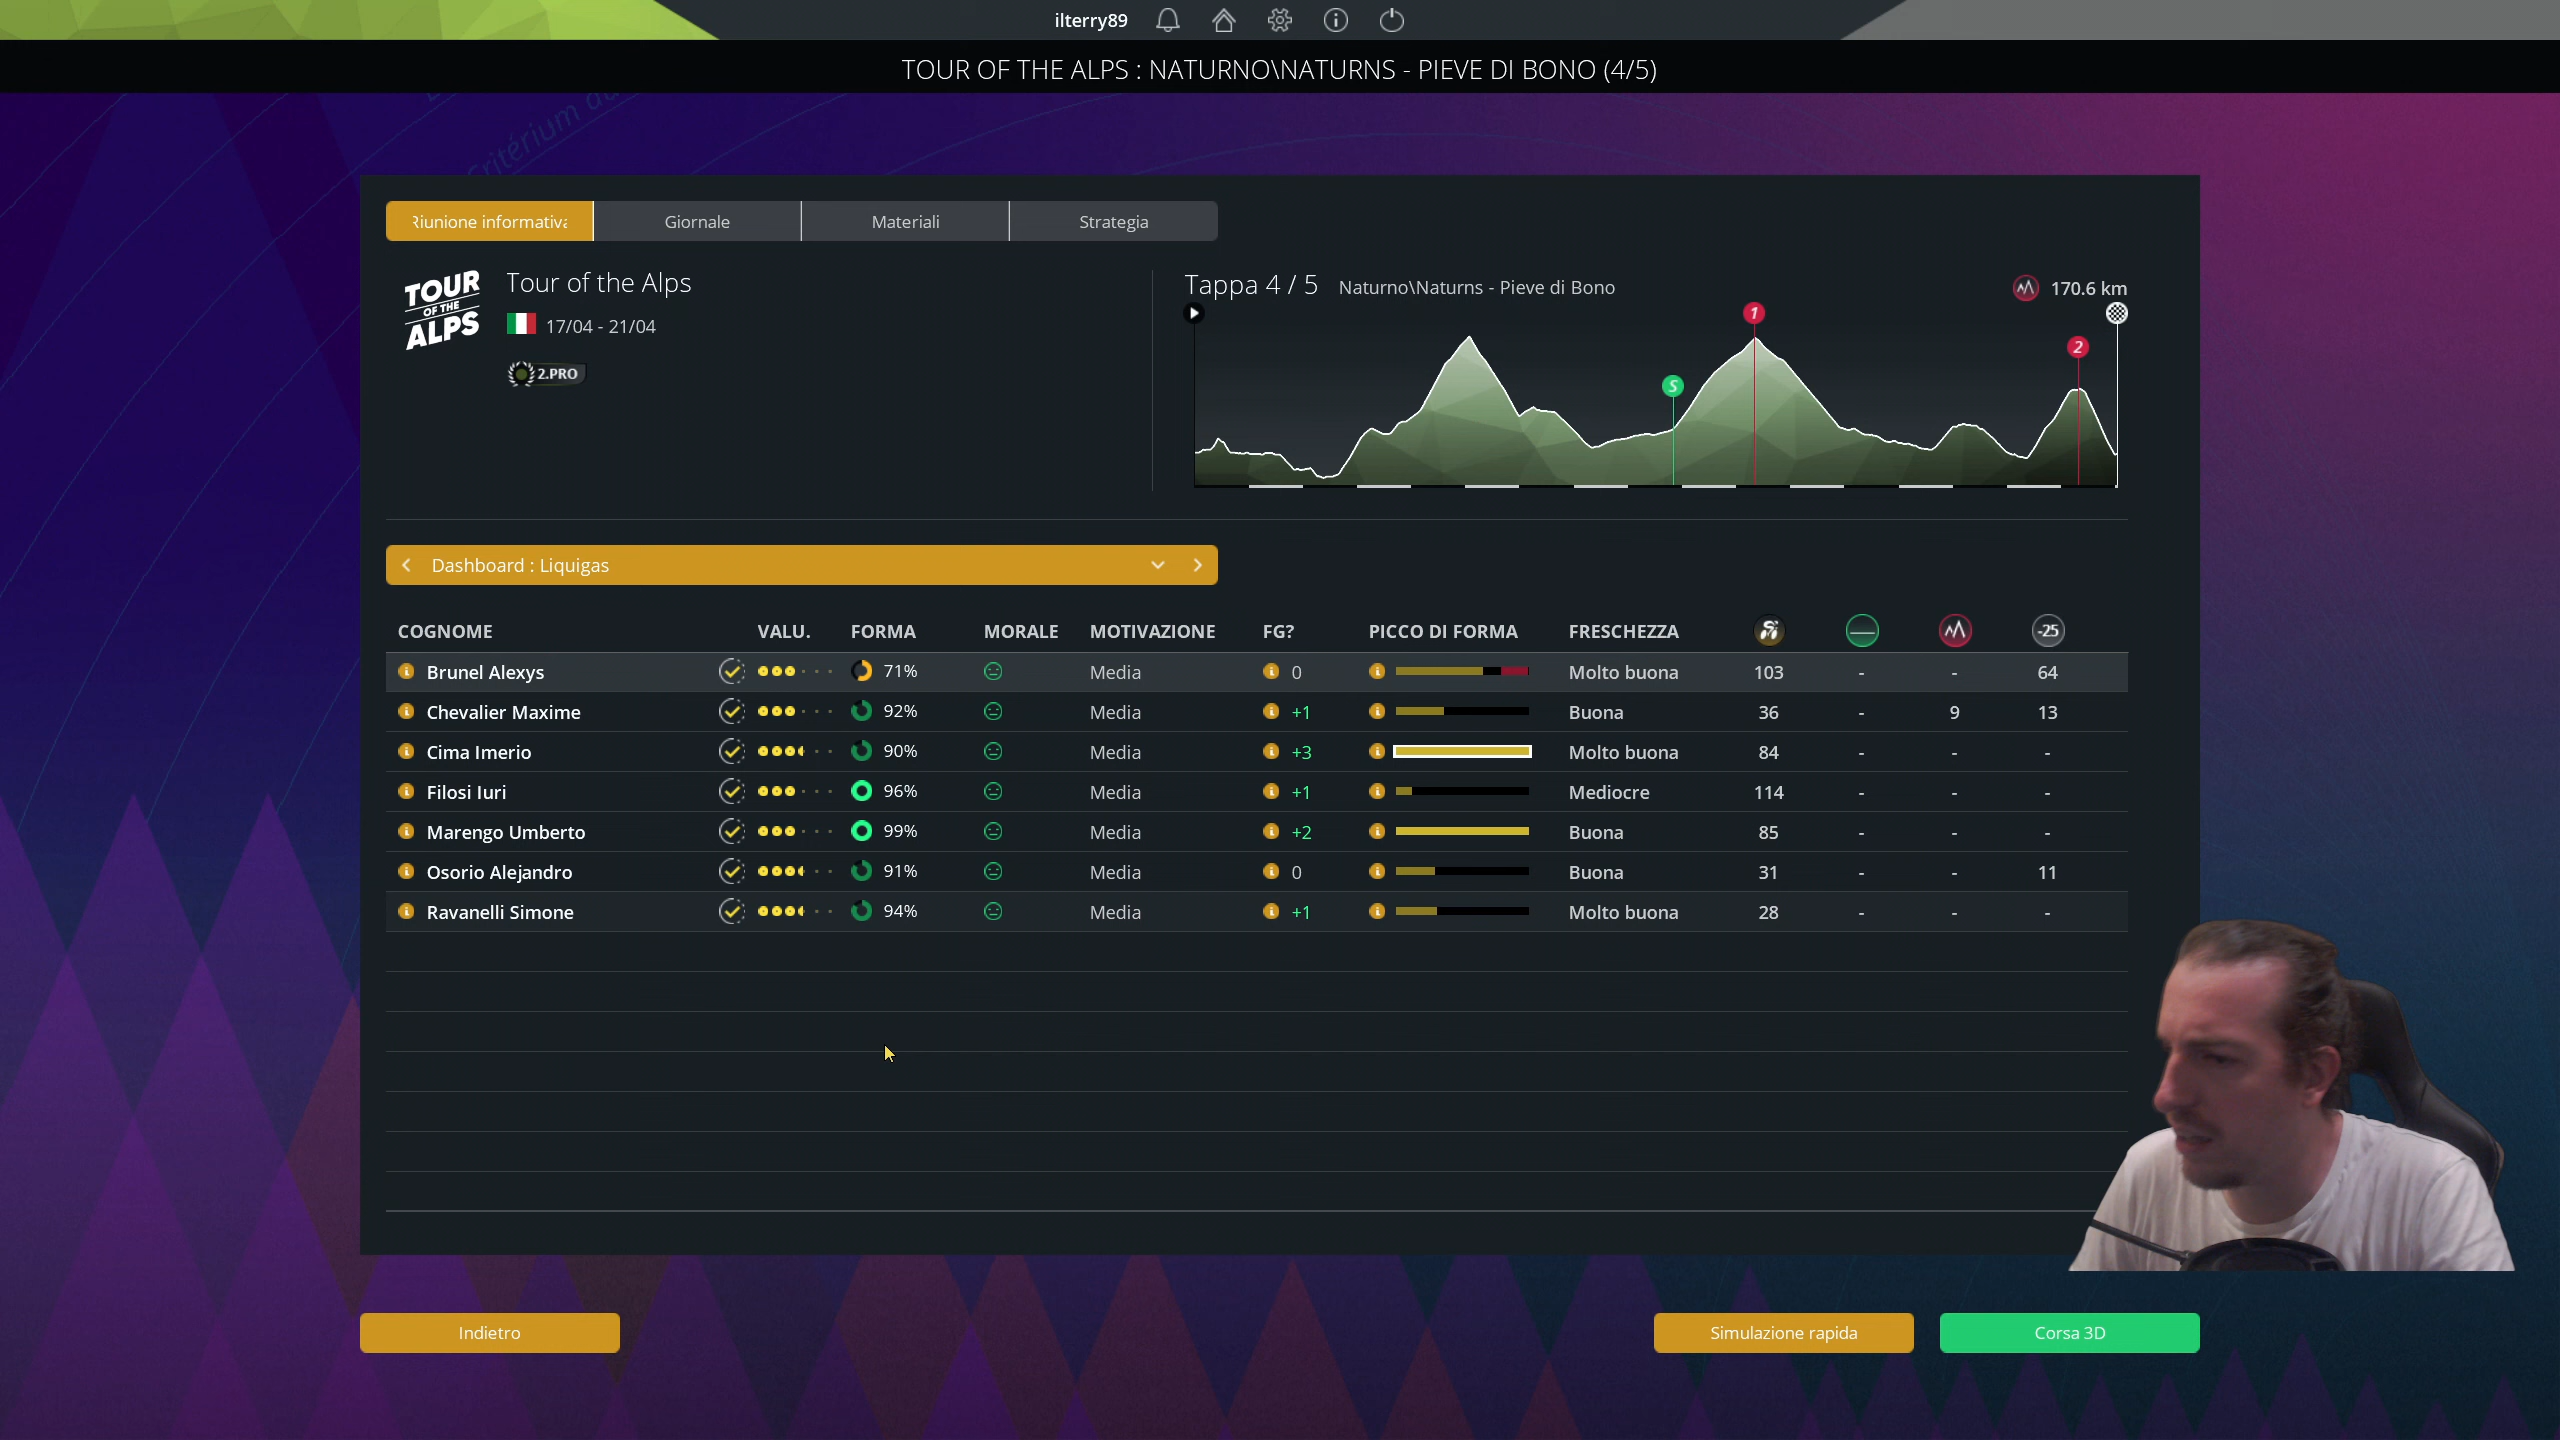 ilterry89
TOUR OF THE ALPS : NATURNO\NATURNS - PIEVE DI BONO (4/5)
Riunione informativa
Giornale
Materiali
Strategia
TOUR OF THE ALPS
Tour of the Alps
17/04 - 21/04
2.PRO
Tappa 4 / 5 Naturno\Naturns - Pieve di Bono 170.6 km
1
2
S
Dashboard : Liquigas
COGNOME VALU. FORMA MORALE MOTIVAZIONE FG? PICCO DI FORMA FRESCHEZZA -25
Brunel Alexys 71% Media 0 Molto buona 103 - - 64
Chevalier Maxime 92% Media +1 Buona 36 - 9 13
Cima Imerio 90% Media +3 Molto buona 84 - - -
Filosi Iuri 96% Media +1 Mediocre 114 - - -
Marengo Umberto 99% Media +2 Buona 85 - - -
Osorio Alejandro 91% Media 0 Buona 31 - - 11
Ravanelli Simone 94% Media +1 Molto buona 28 - - -
Indietro
Simulazione rapida
Corsa 3D